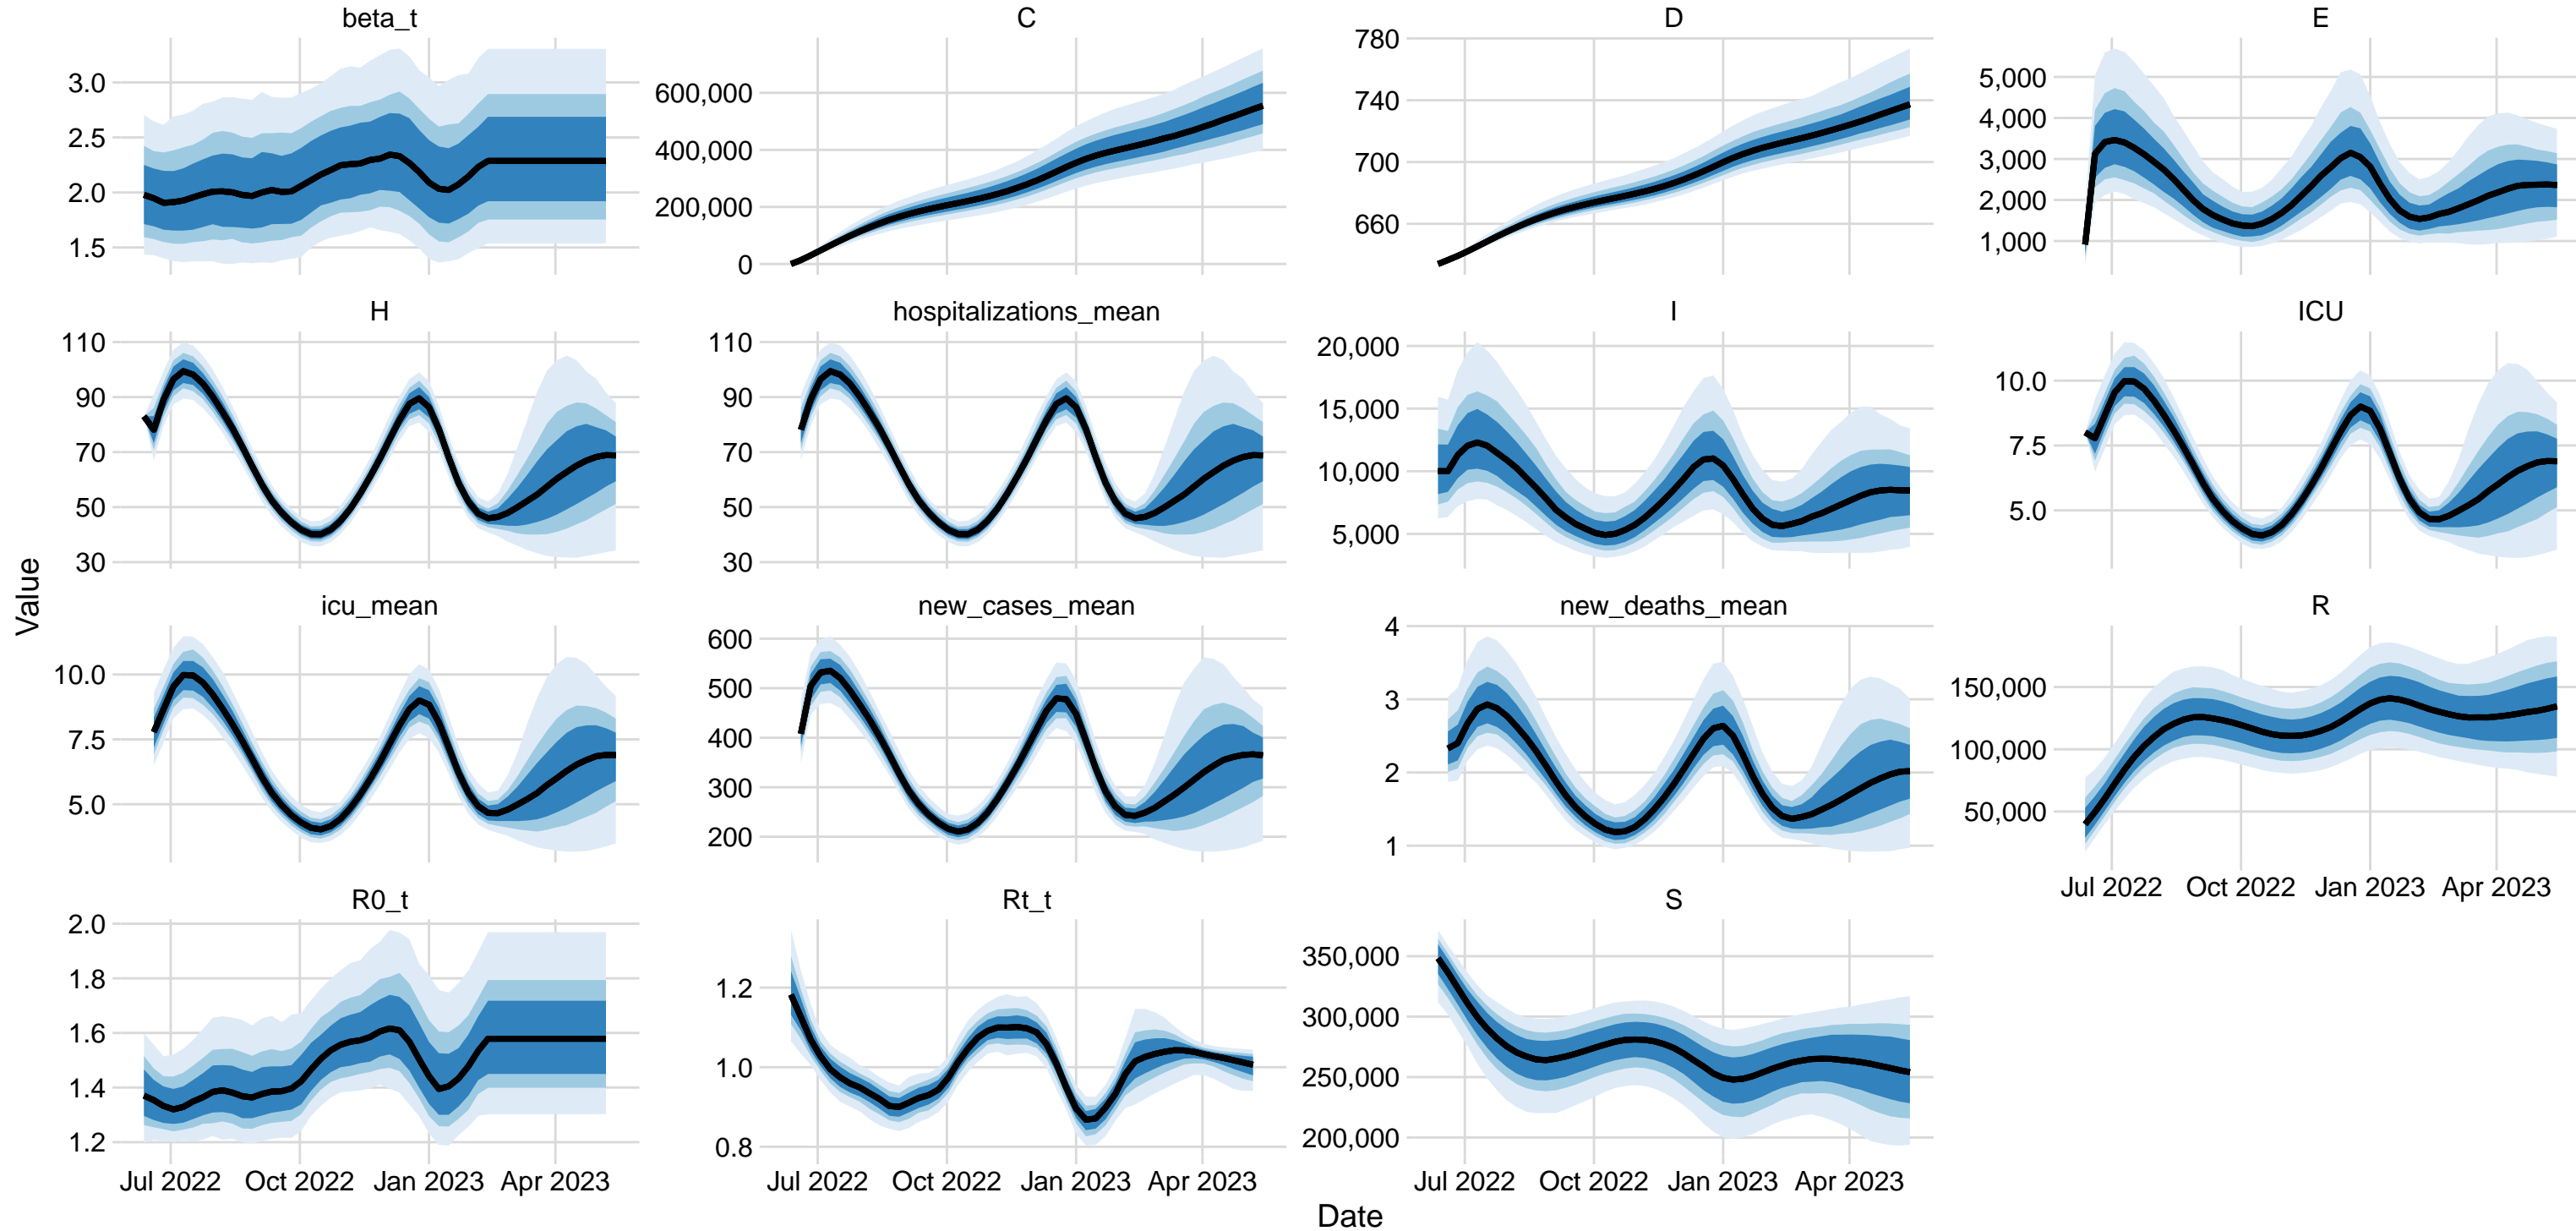 beta_t
C
D
E
3.0
2.5
2.0
1.5
600,000
400,000
200,000
0
780
740
700
660
5,000
4,000
3,000
2,000
1,000
H
hospitalizations_mean
I
ICU
110
90
70
50
30
110
90
70
50
30
20,000
15,000
10,000
5,000
10.0
7.5
5.0
Value
icu_mean
new_cases_mean
new_deaths_mean
R
10.0
7.5
5.0
600
500
400
300
200
4
3
2
1
150,000
100,000
50,000
Jul 2022 Oct 2022 Jan 2023 Apr 2023
R0_t
Rt_t
S
2.0
1.8
1.6
1.4
1.2
1.2
1.0
0.8
350,000
300,000
250,000
200,000
Jul 2022 Oct 2022 Jan 2023 Apr 2023
Jul 2022 Oct 2022 Jan 2023 Apr 2023
Jul 2022 Oct 2022 Jan 2023 Apr 2023
Date